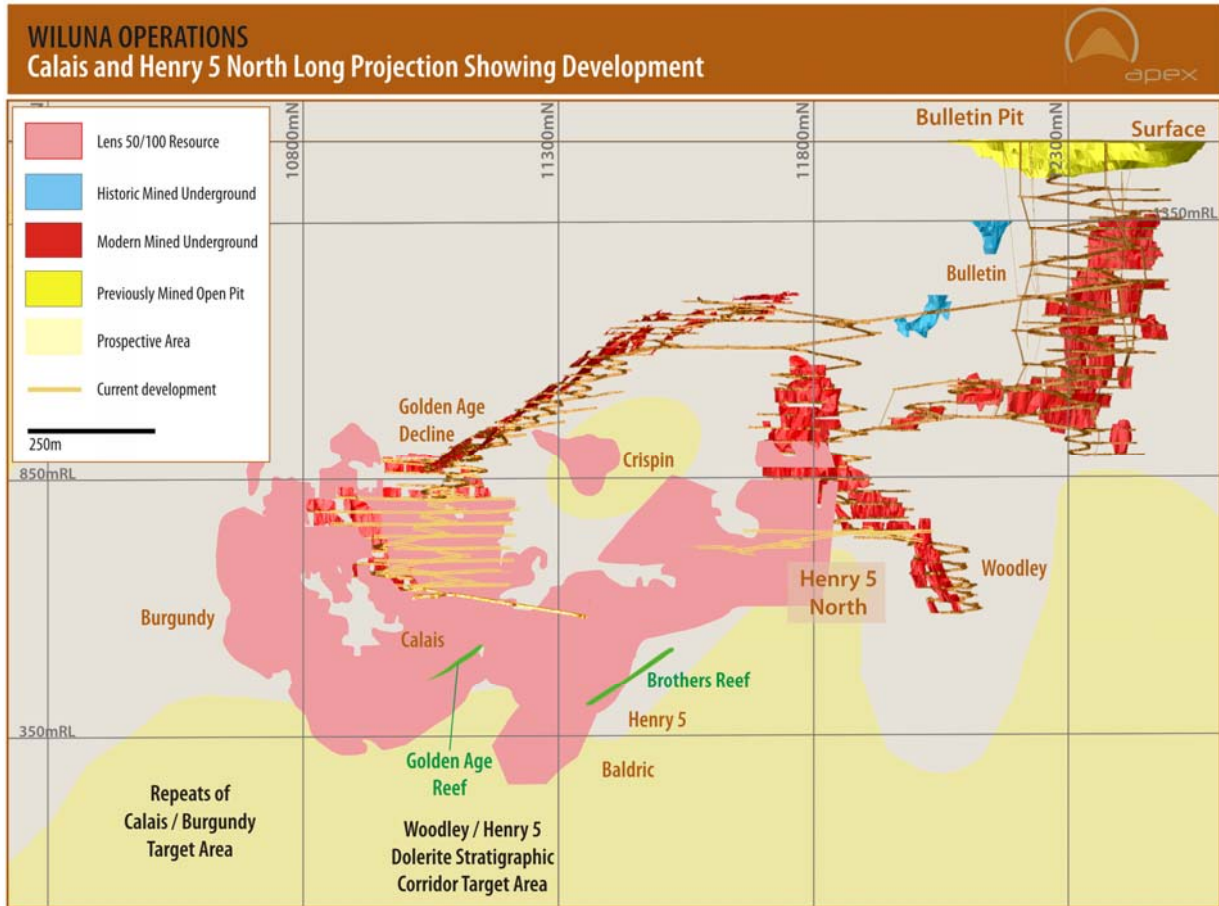 WILUNA OPERATIONS
Calais and Henry 5 North Long Projection Showing Development
apex
Lens 50/100 Resource
Historic Mined Underground
Modern Mined Underground
Previously Mined Open Pit
Prospective Area
Current development
250m
10800mN
11300mN
11800mN
12300mN
Bulletin Pit
Surface
1350mRL
Bulletin
Golden Age
Decline
Crispin
850mRL
Burgundy
Calais
Henry 5
North
Woodley
Brothers Reef
Henry 5
350mRL
Golden Age
Reef
Baldric
Repeats of
Calais / Burgundy
Target Area
Woodley / Henry 5
Dolerite Stratigraphic
Corridor Target Area